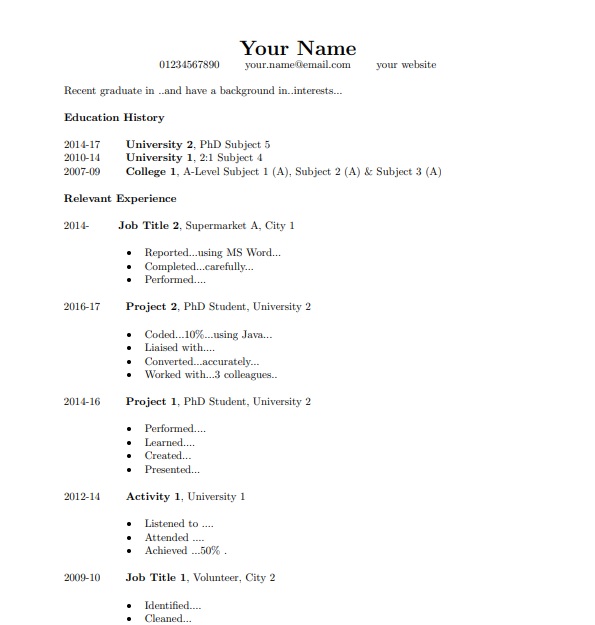 Your Name
01234567890 your.name@email.com your website
Recent graduate in ..and have a background in..interests...
Education History
2014-17 University 2, PhD Subject 5
2010-14 University 1, 2:1 Subject 4
2007-09 College 1, A-Level Subject 1 (A), Subject 2 (A) & Subject 3 (A)
Relevant Experience
2014- Job Title 2, Supermarket A, City 1
• Reported...using MS Word...
• Completed...carefully...
• Performed....
2016-17 Project 2, PhD Student, University 2
• Coded...10%...using Java...
• Liaised with....
• Converted...accurately...
• Worked with...3 colleagues..
2014-16 Project 1, PhD Student, University 2
• Performed....
• Learned....
• Created...
• Presented...
2012-14 Activity 1, University 1
• Listened to ....
• Attended ....
• Achieved ...50% .
2009-10 Job Title 1, Volunteer, City 2
• Identified....
• Cleaned...